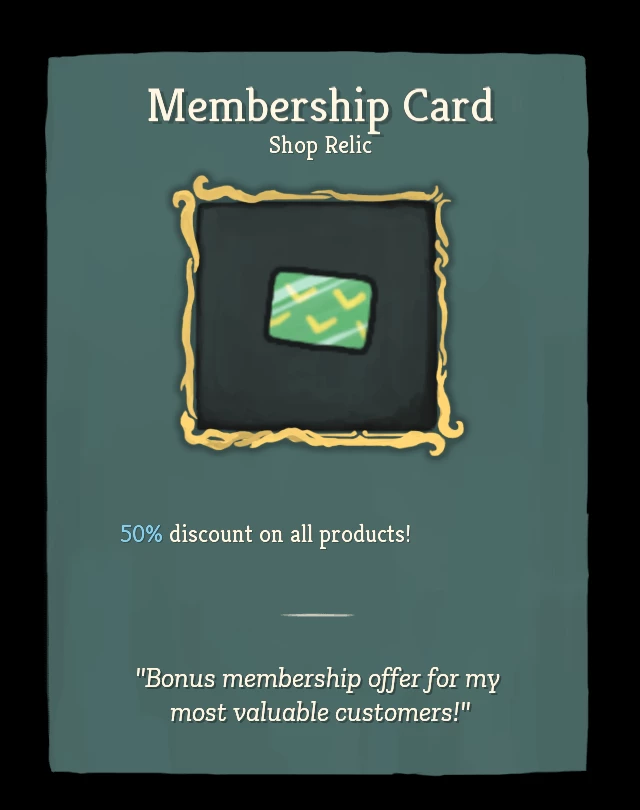 Membership Card
Shop Relic
50% discount on all products!
"Bonus membership offer for my
most valuable customers!"